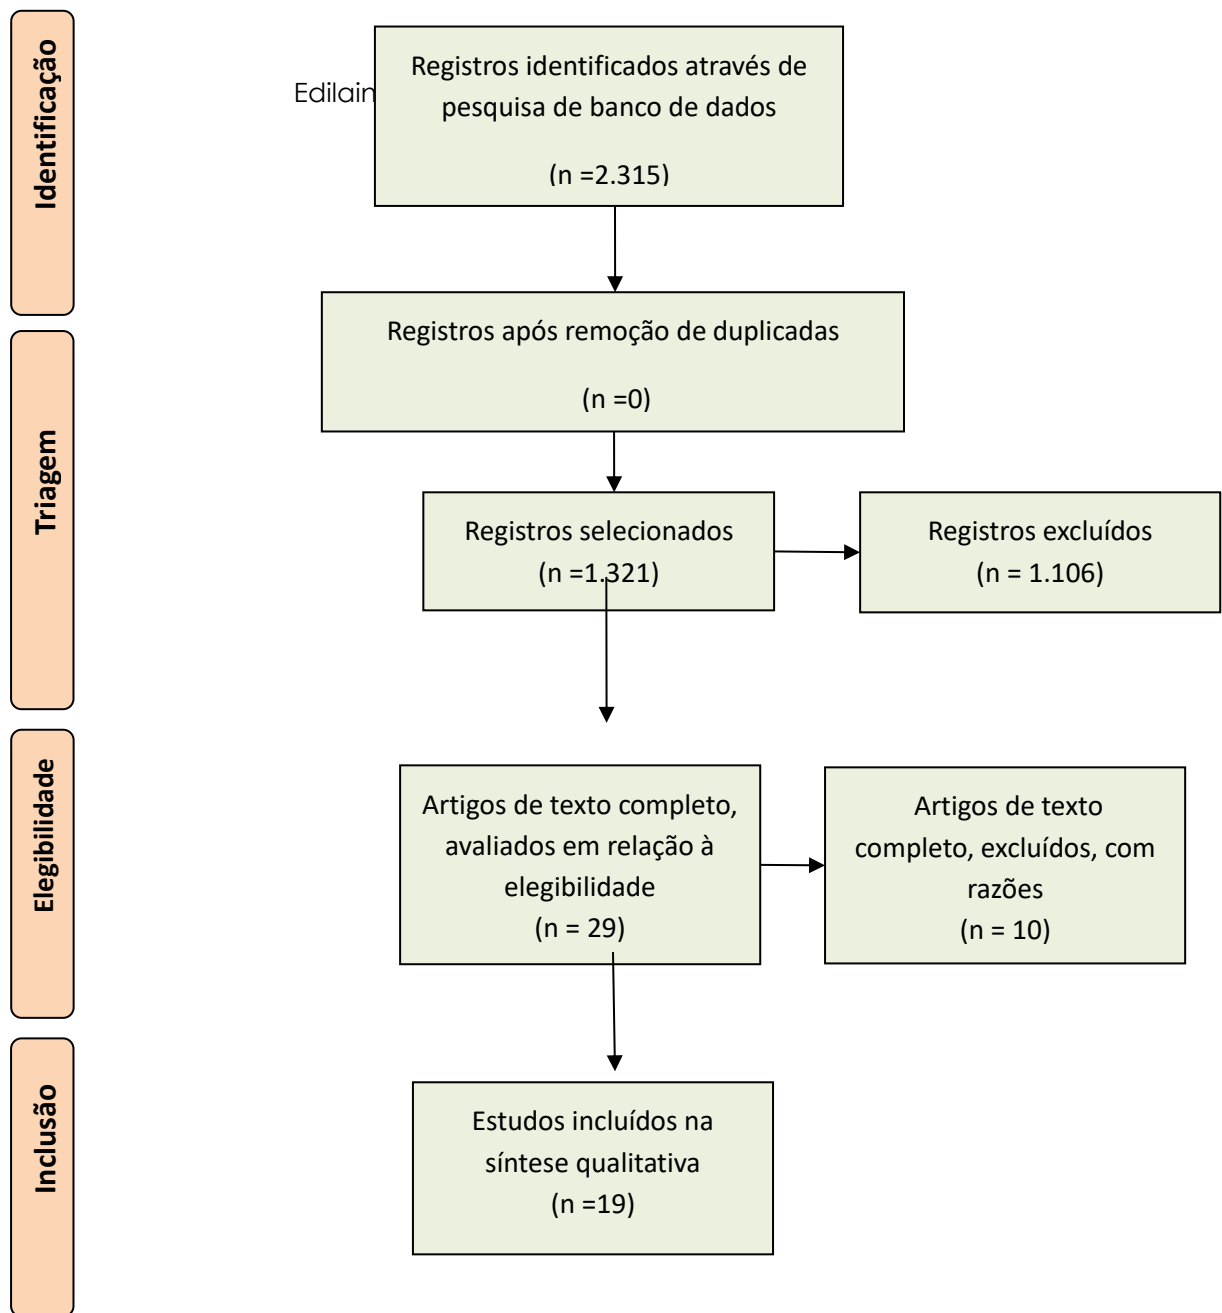 Identificação
Edilain
Registros identificados através de
pesquisa de banco de dados
(n =2.315)
Registros após remoção de duplicadas
(n =0)
Triagem
Registros selecionados
(n =1.321)
Registros excluídos
(n = 1.106)
Elegibilidade
Artigos de texto completo,
avaliados em relação à
elegibilidade
(n = 29)
Artigos de texto
completo, excluídos, com
razões
(n = 10)
Inclusão
Estudos incluídos na
síntese qualitativa
(n =19)